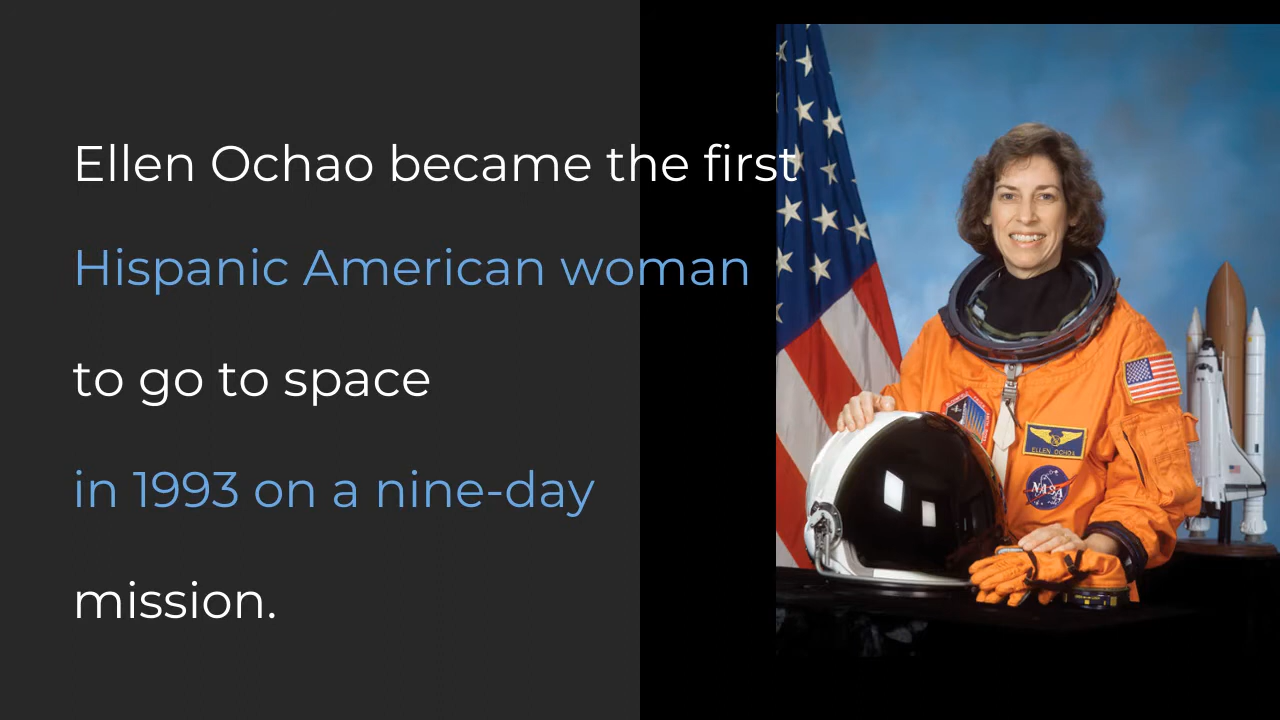 Ellen Ochao became the first
Hispanic American woman
to go to space
in 1993 on a nine-day
mission.
ELLEN OCHOA
NASA